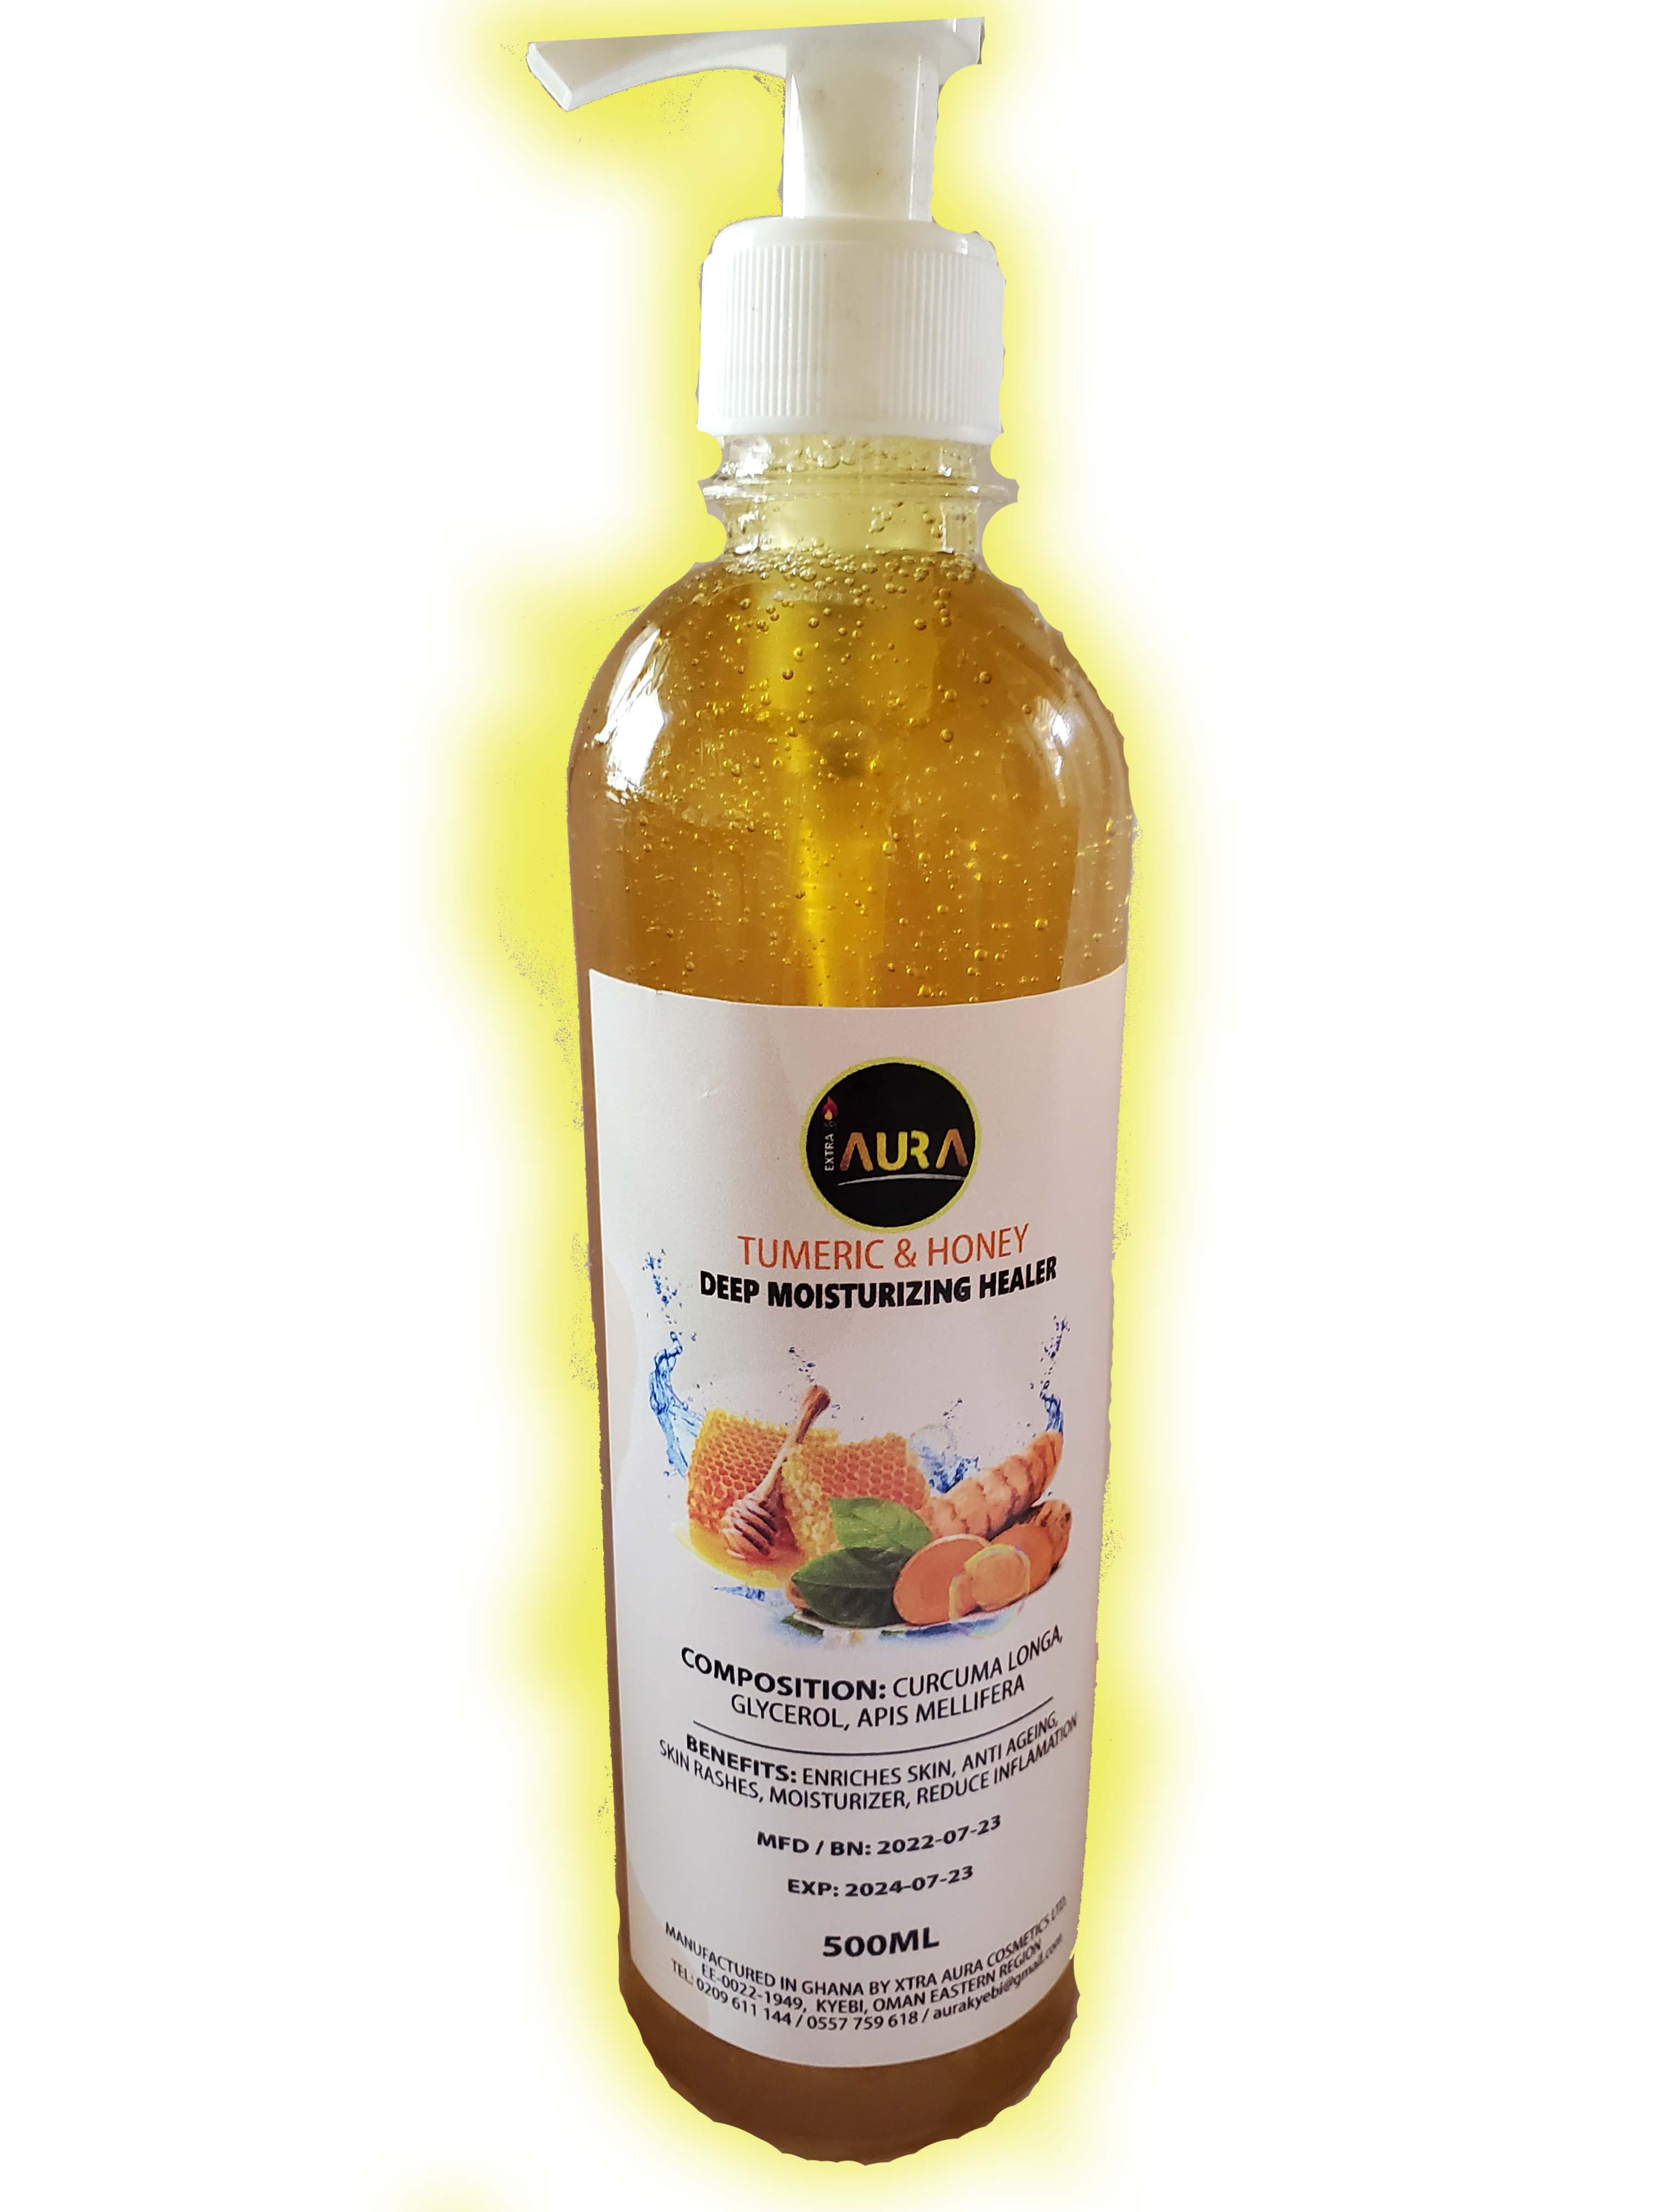 EXTRA
AURA
TUMERIC & HONEY
DEEP MOISTURIZING HEALER
COMPOSITION: CURCUMA LONGA,
GLYCEROL, APIS MELLIFERA
BENEFITS: ENRICHES SKIN, ANTI AGEING,
SKIN RASHES, MOISTURIZER, REDUCE INFLAMATION
MFD / BN: 2022-07-23
EXP: 2024-07-23
500ML
MANUFACTURED IN GHANA BY XTRA AURA COSMETICS LTD.
EE-0022-1949, KYEBI, OMAN EASTERN REGION
TEL: 0209 611 144 / 0557 759 618 / aurakyebi@gmail.com